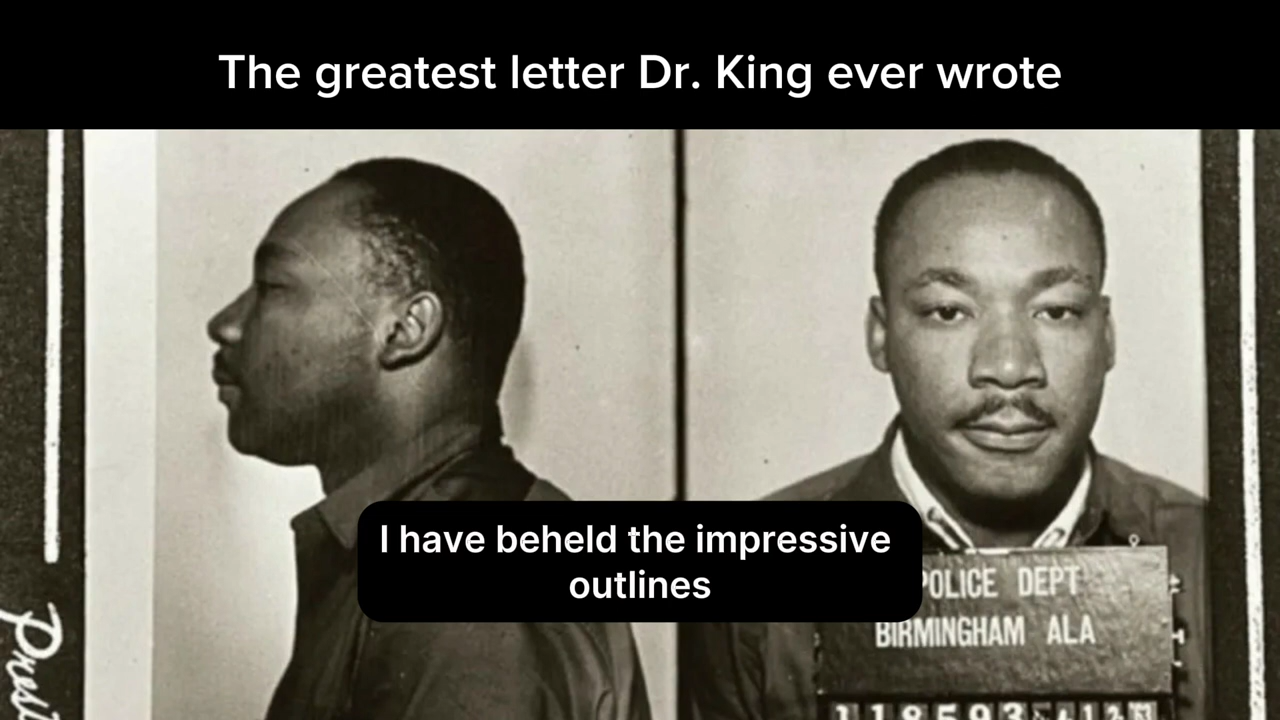 The greatest letter Dr. King ever wrote
I have beheld the impressive
outlines
POLICE DEPT
BIRMINGHAM ALA